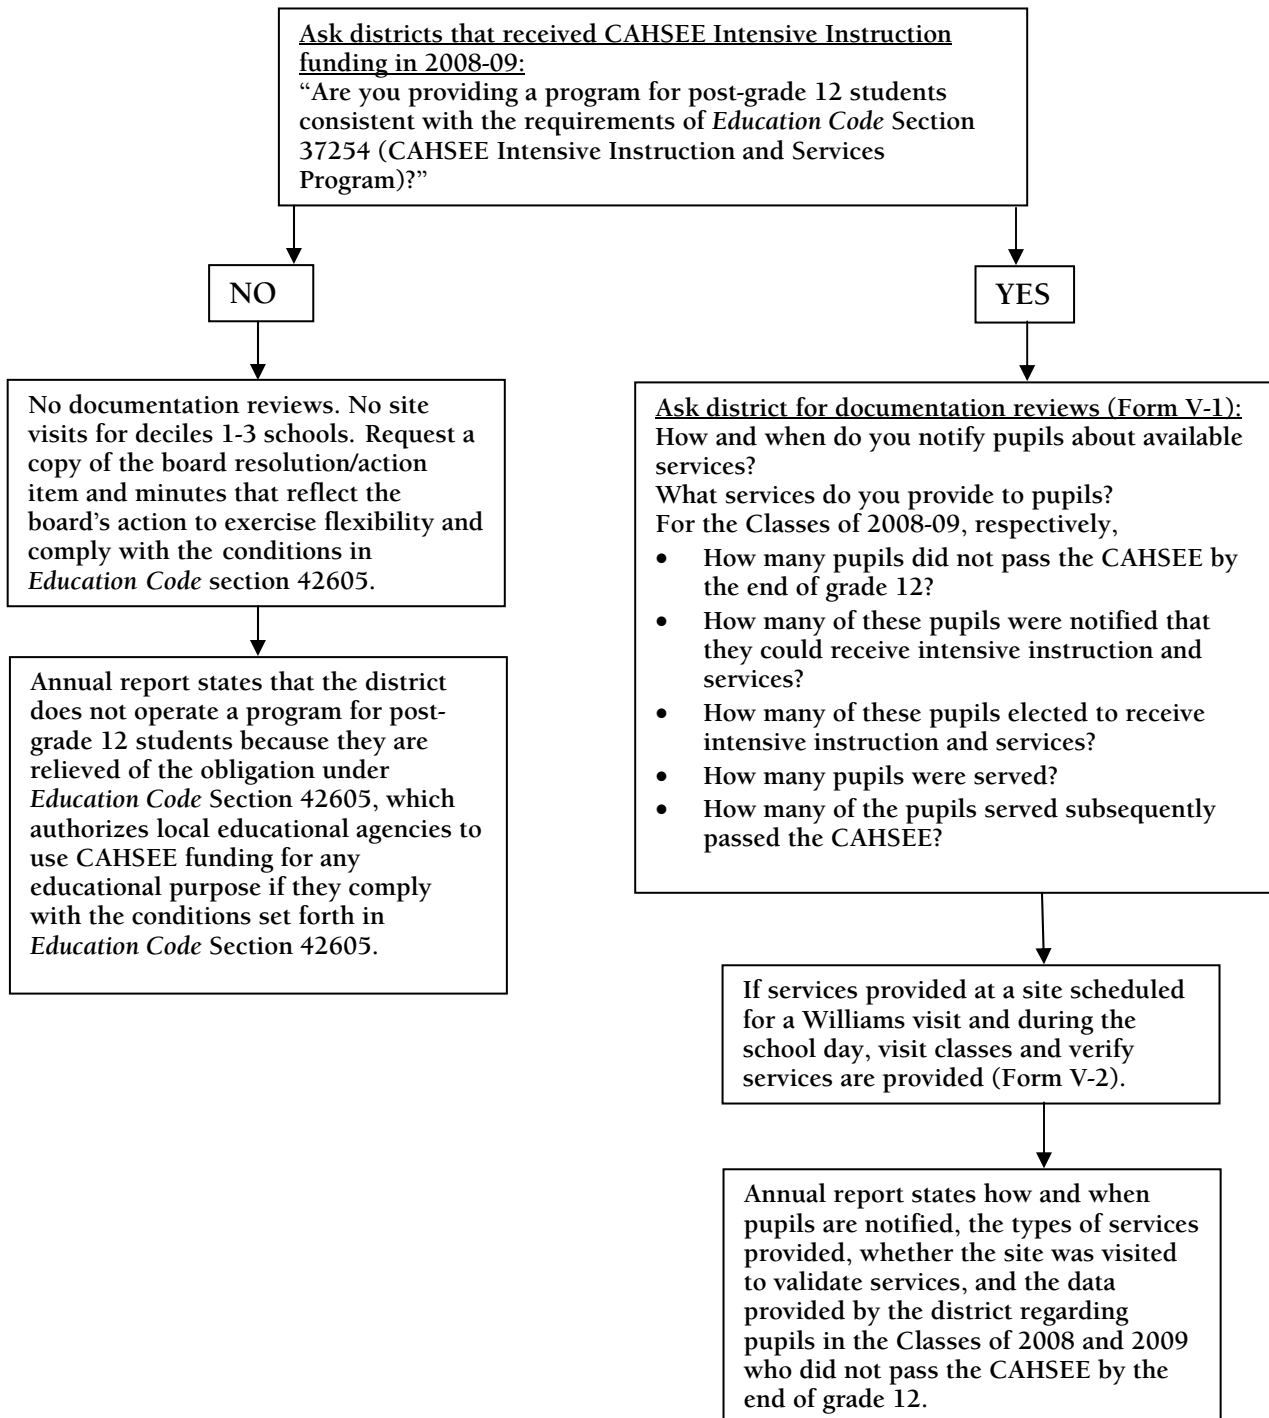 Ask districts that received CAHSEE Intensive Instruction
funding in 2008-09:
“Are you providing a program for post-grade 12 students
consistent with the requirements of Education Code Section
37254 (CAHSEE Intensive Instruction and Services
Program)?”
NO
YES
No documentation reviews. No site
visits for deciles 1-3 schools. Request a
copy of the board resolution/action
item and minutes that reflect the
board’s action to exercise flexibility and
comply with the conditions in
Education Code section 42605.
Annual report states that the district
does not operate a program for post-
grade 12 students because they are
relieved of the obligation under
Education Code Section 42605, which
authorizes local educational agencies to
use CAHSEE funding for any
educational purpose if they comply
with the conditions set forth in
Education Code Section 42605.
Ask district for documentation reviews (Form V-1):
How and when do you notify pupils about available
services?
What services do you provide to pupils?
For the Classes of 2008-09, respectively,
• How many pupils did not pass the CAHSEE by
the end of grade 12?
• How many of these pupils were notified that
they could receive intensive instruction and
services?
• How many of these pupils elected to receive
intensive instruction and services?
• How many pupils were served?
• How many of the pupils served subsequently
passed the CAHSEE?
If services provided at a site scheduled
for a Williams visit and during the
school day, visit classes and verify
services are provided (Form V-2).
Annual report states how and when
pupils are notified, the types of services
provided, whether the site was visited
to validate services, and the data
provided by the district regarding
pupils in the Classes of 2008 and 2009
who did not pass the CAHSEE by the
end of grade 12.